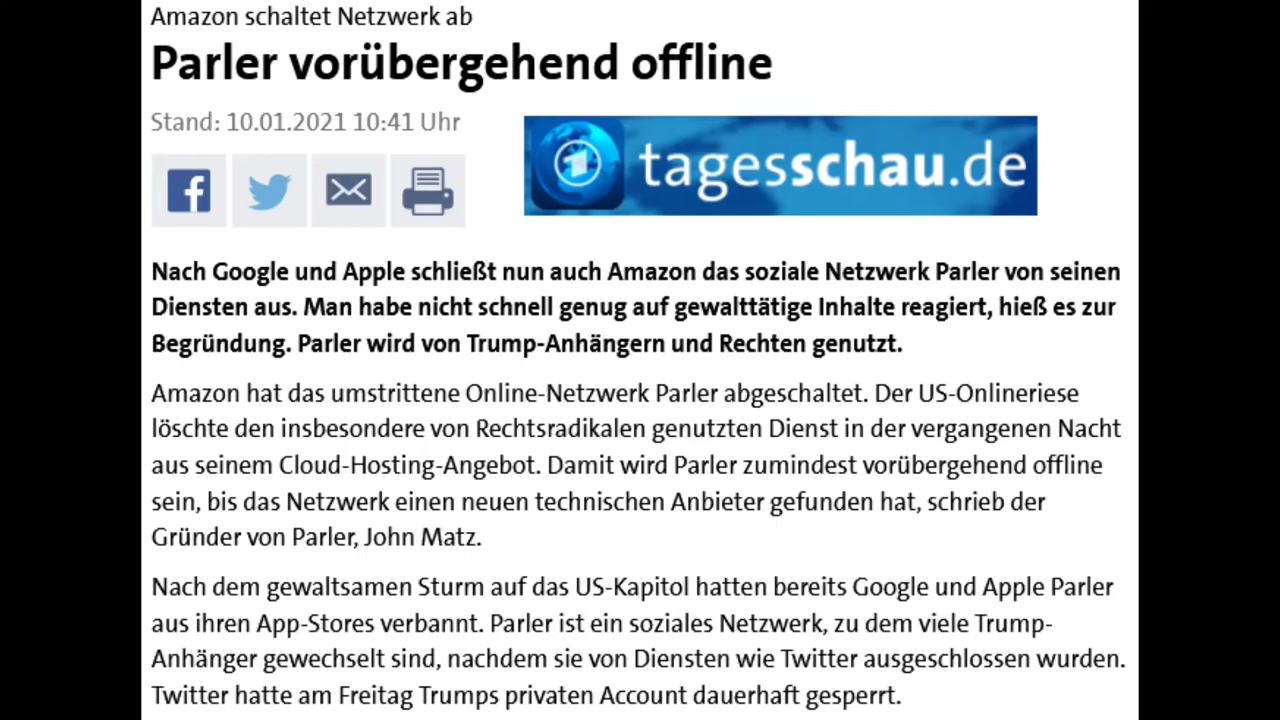 Amazon schaltet Netzwerk ab
Parler vorübergehend offline
Stand: 10.01.2021 10:41 Uhr
tagesschau.de
Nach Google und Apple schließt nun auch Amazon das soziale Netzwerk Parler von seinen
Diensten aus. Man habe nicht schnell genug auf gewalttätige Inhalte reagiert, hieß es zur
Begründung. Parler wird von Trump-Anhängern und Rechten genutzt.
Amazon hat das umstrittene Online-Netzwerk Parler abgeschaltet. Der US-Onlineriese
löschte den insbesondere von Rechtsradikalen genutzten Dienst in der vergangenen Nacht
aus seinem Cloud-Hosting-Angebot. Damit wird Parler zumindest vorübergehend offline
sein, bis das Netzwerk einen neuen technischen Anbieter gefunden hat, schrieb der
Gründer von Parler, John Matz.
Nach dem gewaltsamen Sturm auf das US-Kapitol hatten bereits Google und Apple Parler
aus ihren App-Stores verbannt. Parler ist ein soziales Netzwerk, zu dem viele Trump-
Anhänger gewechselt sind, nachdem sie von Diensten wie Twitter ausgeschlossen wurden.
Twitter hatte am Freitag Trumps privaten Account dauerhaft gesperrt.